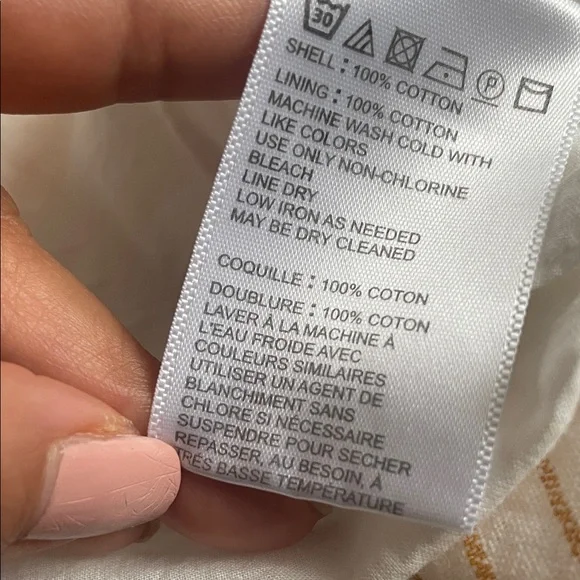 30
P
SHELL : 100% COTTON
LINING : 100% COTTON
MACHINE WASH COLD WITH
LIKE COLORS
USE ONLY NON-CHLORINE
BLEACH
LINE DRY
LOW IRON AS NEEDED
MAY BE DRY CLEANED
COQUILLE : 100% COTON
DOUBLURE : 100% COTON
LAVER À LA MACHINE À
L'EAU FROIDE AVEC
COULEURS SIMILAIRES
UTILISER UN AGENT DE
BLANCHIMENT SANS
CHLORE SI NÉCESSAIRE
SUSPENDRE POUR SÉCHER
REPASSER, AU BESOIN, À
TRÈS BASSE TEMPÉRATURE